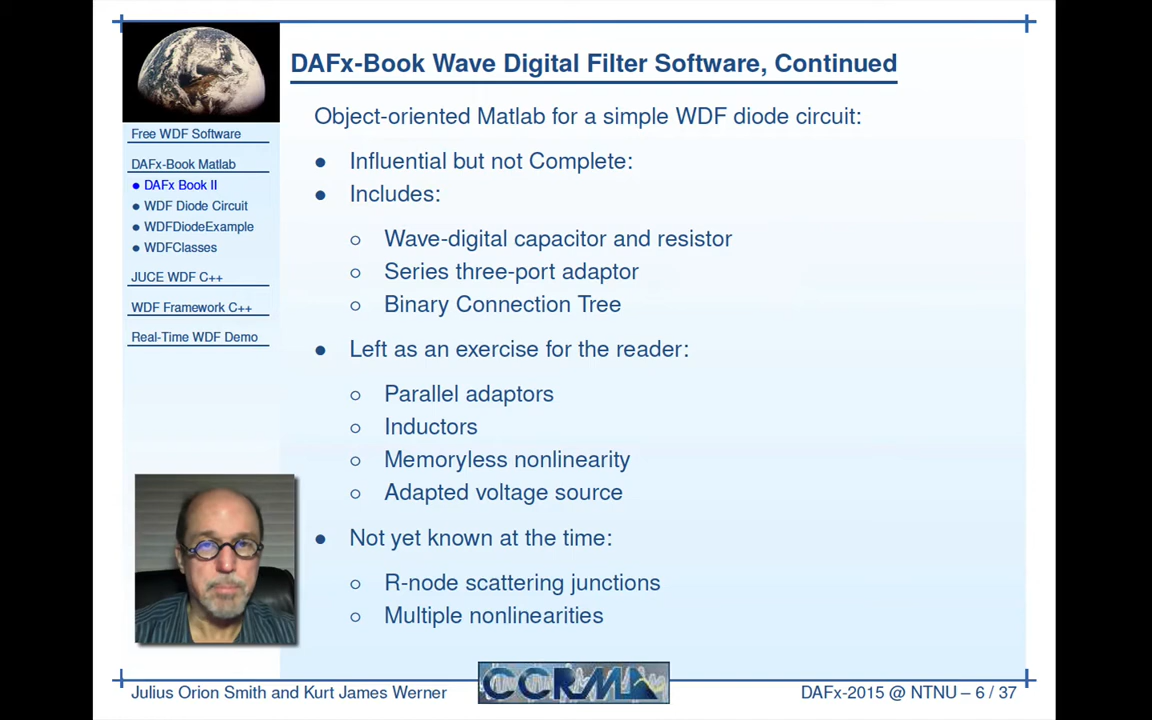 DAFx-Book Wave Digital Filter Software, Continued
Free WDF Software
DAFx-Book Matlab
DAFx Book II
WDF Diode Circuit
WDFDiodeExample
WDFClasses
JUCE WDF C++
WDF Framework C++
Real-Time WDF Demo
Object-oriented Matlab for a simple WDF diode circuit:
Influential but not Complete:
Includes:
Wave-digital capacitor and resistor
Series three-port adaptor
Binary Connection Tree
Left as an exercise for the reader:
Parallel adaptors
Inductors
Memoryless nonlinearity
Adapted voltage source
Not yet known at the time:
R-node scattering junctions
Multiple nonlinearities
Julius Orion Smith and Kurt James Werner
CCRMA
DAFx-2015 @ NTNU – 6 / 37